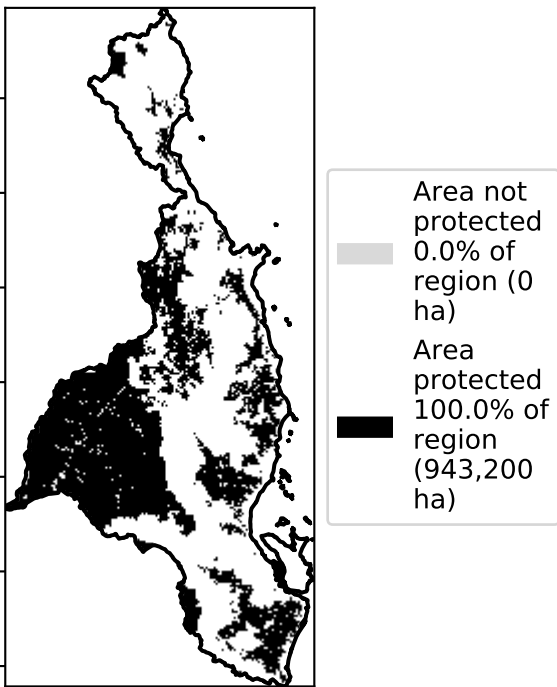 Area not
protected
0.0% of
region (0
ha)
Area
protected
100.0% of
region
(943,200
ha)